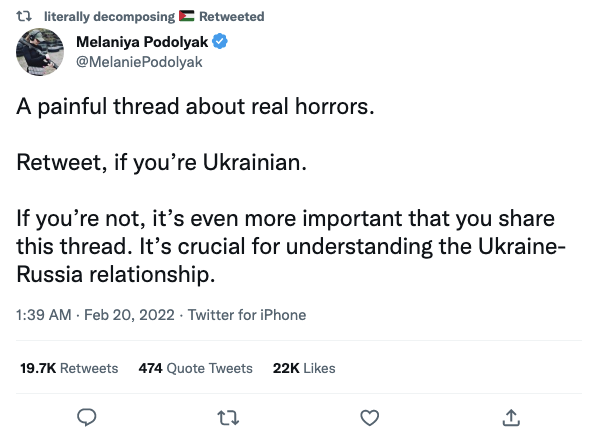 literally decomposing 🇵🇸 Retweeted
Melaniya Podolyak
@MelaniePodolyak
A painful thread about real horrors.
Retweet, if you’re Ukrainian.
If you’re not, it’s even more important that you share
this thread. It’s crucial for understanding the Ukraine-
Russia relationship.
1:39 AM · Feb 20, 2022 · Twitter for iPhone
19.7K Retweets 474 Quote Tweets 22K Likes